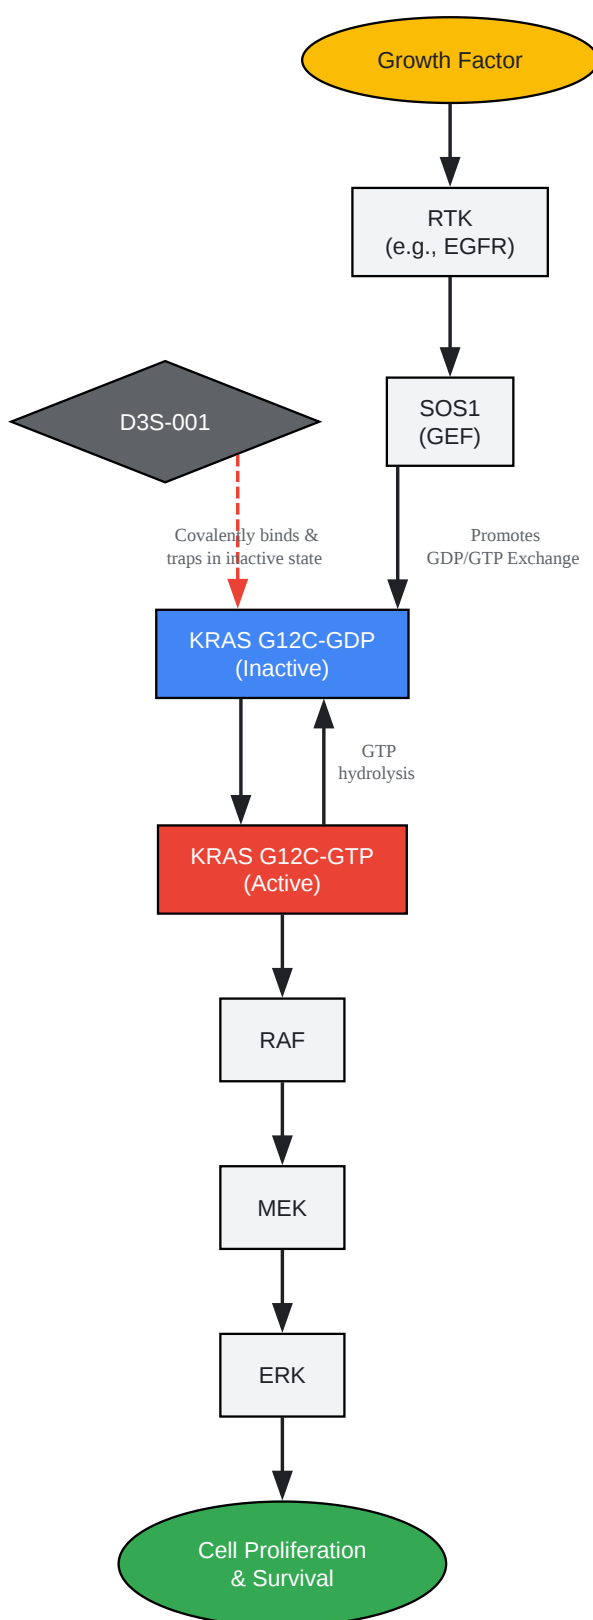 Growth Factor
RTK
(e.g., EGFR)
D3S-001
SOS1
(GEF)
Covalently binds &
traps in inactive state
Promotes
GDP/GTP Exchange
KRAS G12C-GDP
(Inactive)
GTP
hydrolysis
KRAS G12C-GTP
(Active)
RAF
MEK
ERK
Cell Proliferation
& Survival